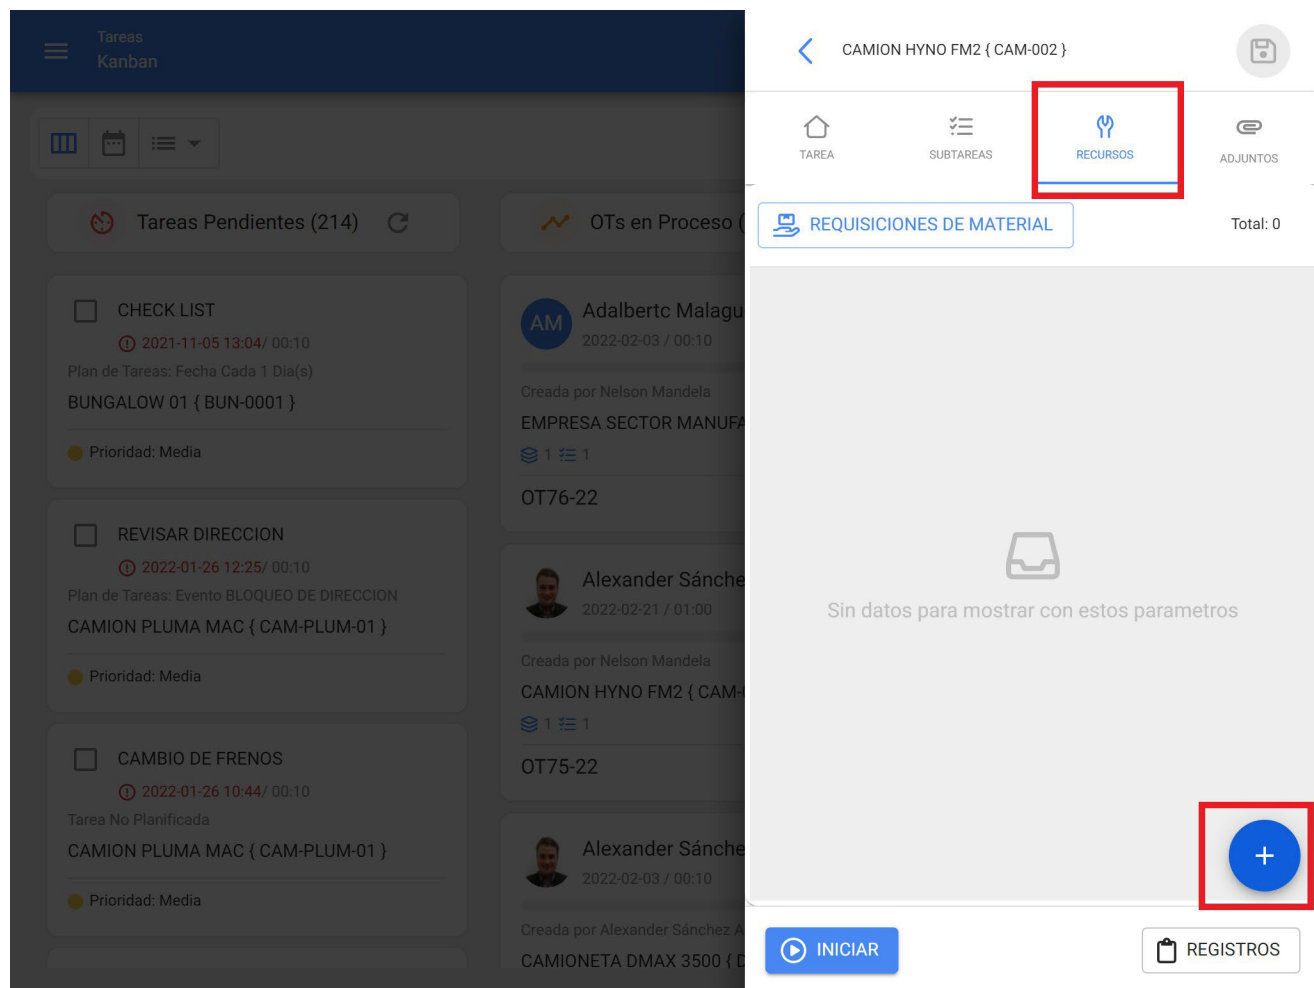 Tareas
Kanban
Tareas Pendientes (214)
CHECK LIST
2021-11-05 13:04/ 00:10
Plan de Tareas: Fecha Cada 1 Dia(s)
BUNGALOW 01 { BUN-0001 }
Prioridad: Media
REVISAR DIRECCION
2022-01-26 12:25/ 00:10
Plan de Tareas: Evento BLOQUEO DE DIRECCION
CAMION PLUMA MAC { CAM-PLUM-01 }
Prioridad: Media
CAMBIO DE FRENOS
2022-01-26 10:44/ 00:10
Tarea No Planificada
CAMION PLUMA MAC { CAM-PLUM-01 }
Prioridad: Media
OTs en Proceso (
AM
Adalbertc Malagu
2022-02-03 / 00:10
Creada por Nelson Mandela
EMPRESA SECTOR MANUFA
1 1
OT76-22
Alexander Sánche
2022-02-21 / 01:00
Creada por Nelson Mandela
CAMION HYNO FM2 { CAM-
1 1
OT75-22
Alexander Sánche
2022-02-03 / 00:10
Creada por Alexander Sánchez A
CAMIONETA DMAX 3500 { D
CAMION HYNO FM2 { CAM-002 }
TAREA
SUBTAREAS
RECURSOS
ADJUNTOS
REQUISICIONES DE MATERIAL
Total: 0
Sin datos para mostrar con estos parametros
+
INICIAR
REGISTROS